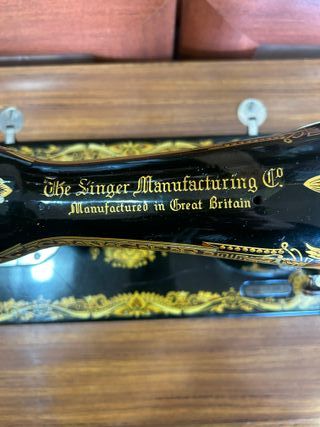 The Singer Manufacturing Co.
Manufactured in Great Britain